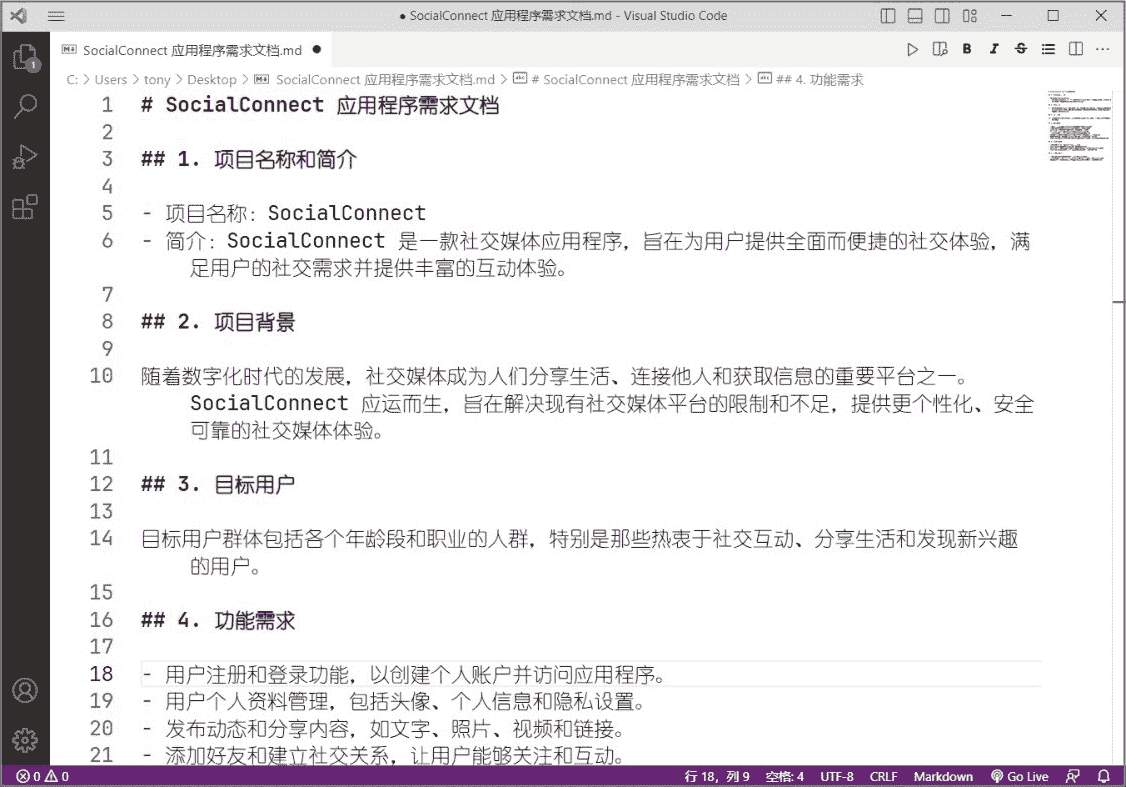 ● SocialConnect 应用程序需求文档.md - Visual Studio Code
SocialConnect 应用程序需求文档.md ●
C: > Users > tony > Desktop > SocialConnect 应用程序需求文档.md > # SocialConnect 应用程序需求文档 > ## 4. 功能需求
1 # SocialConnect 应用程序需求文档
2
3 ## 1. 项目名称和简介
4
5 - 项目名称: SocialConnect
6 - 简介: SocialConnect 是一款社交媒体应用程序，旨在为用户提供全面而便捷的社交体验，满
足用户的社交需求并提供丰富的互动体验。
7
8 ## 2. 项目背景
9
10 随着数字化时代的发展，社交媒体成为人们分享生活、连接他人和获取信息的重要平台之一。
SocialConnect 应运而生，旨在解决现有社交媒体平台的限制和不足，提供更个性化、安全
可靠的社交媒体体验。
11
12 ## 3. 目标用户
13
14 目标用户群体包括各个年龄段和职业的人群，特别是那些热衷于社交互动、分享生活和发现新兴趣
的用户。
15
16 ## 4. 功能需求
17
18 - 用户注册和登录功能，以创建个人账户并访问应用程序。
19 - 用户个人资料管理，包括头像、个人信息和隐私设置。
20 - 发布动态和分享内容，如文字、照片、视频和链接。
21 - 添加好友和建立社交关系，让用户能够关注和互动。
0 0 行 18，列 9 空格: 4 UTF-8 CRLF Markdown Go Live